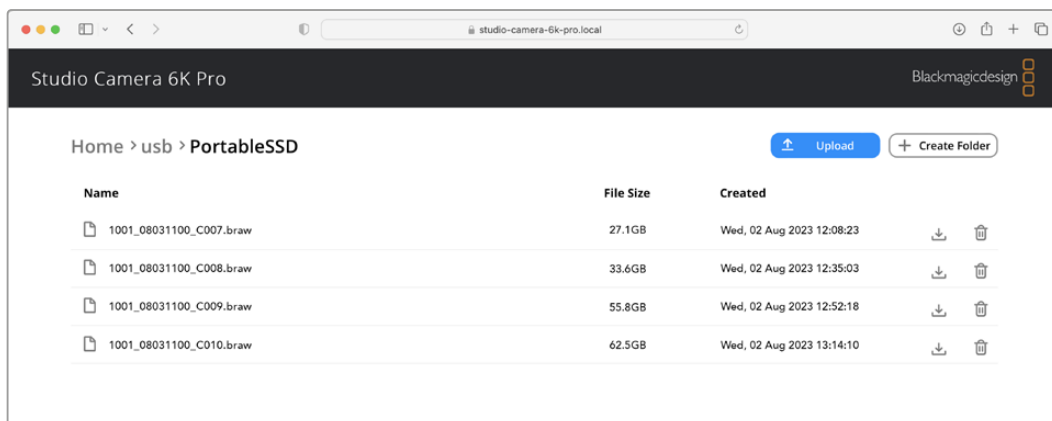 studio-camera-6k-pro.local
Studio Camera 6K Pro
Blackmagicdesign
Home > usb > PortableSSD
Upload
+ Create Folder
Name File Size Created
1001_08031100_C007.braw 27.1GB Wed, 02 Aug 2023 12:08:23
1001_08031100_C008.braw 33.6GB Wed, 02 Aug 2023 12:35:03
1001_08031100_C009.braw 55.8GB Wed, 02 Aug 2023 12:52:18
1001_08031100_C010.braw 62.5GB Wed, 02 Aug 2023 13:14:10